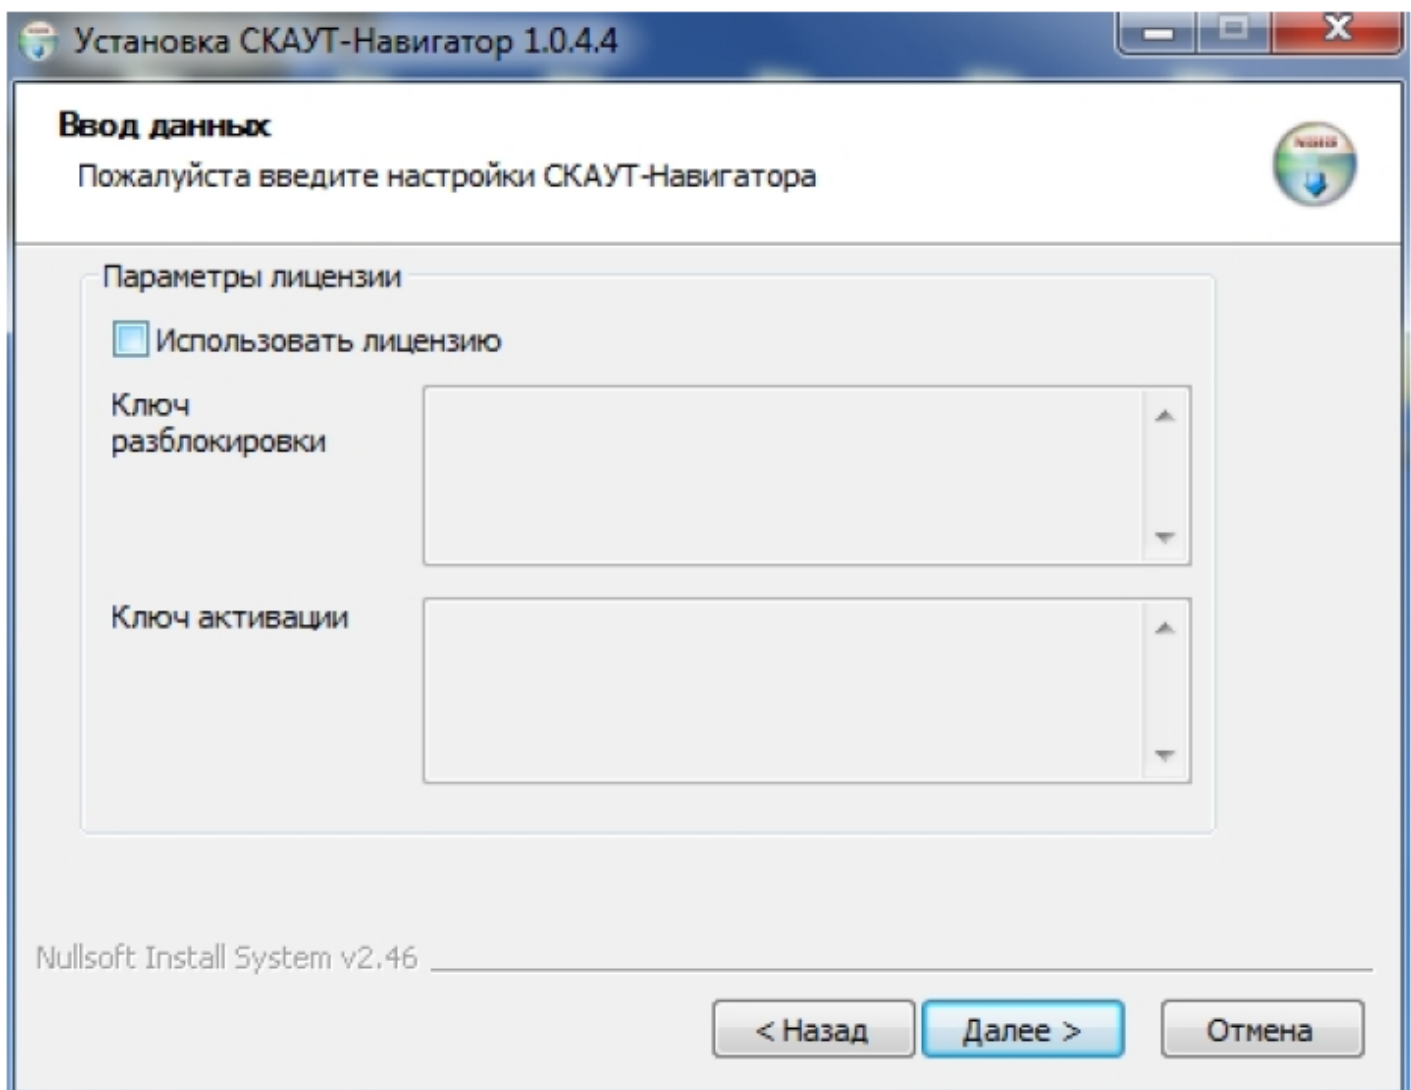 Установка СКАУТ-Навигатор 1.0.4.4
Ввод данных
Пожалуйста введите настройки СКАУТ-Навигатора
Параметры лицензии
Использовать лицензию
Ключ
разблокировки
Ключ активации
Nullsoft Install System v2.46
< Назад
Далее >
Отмена